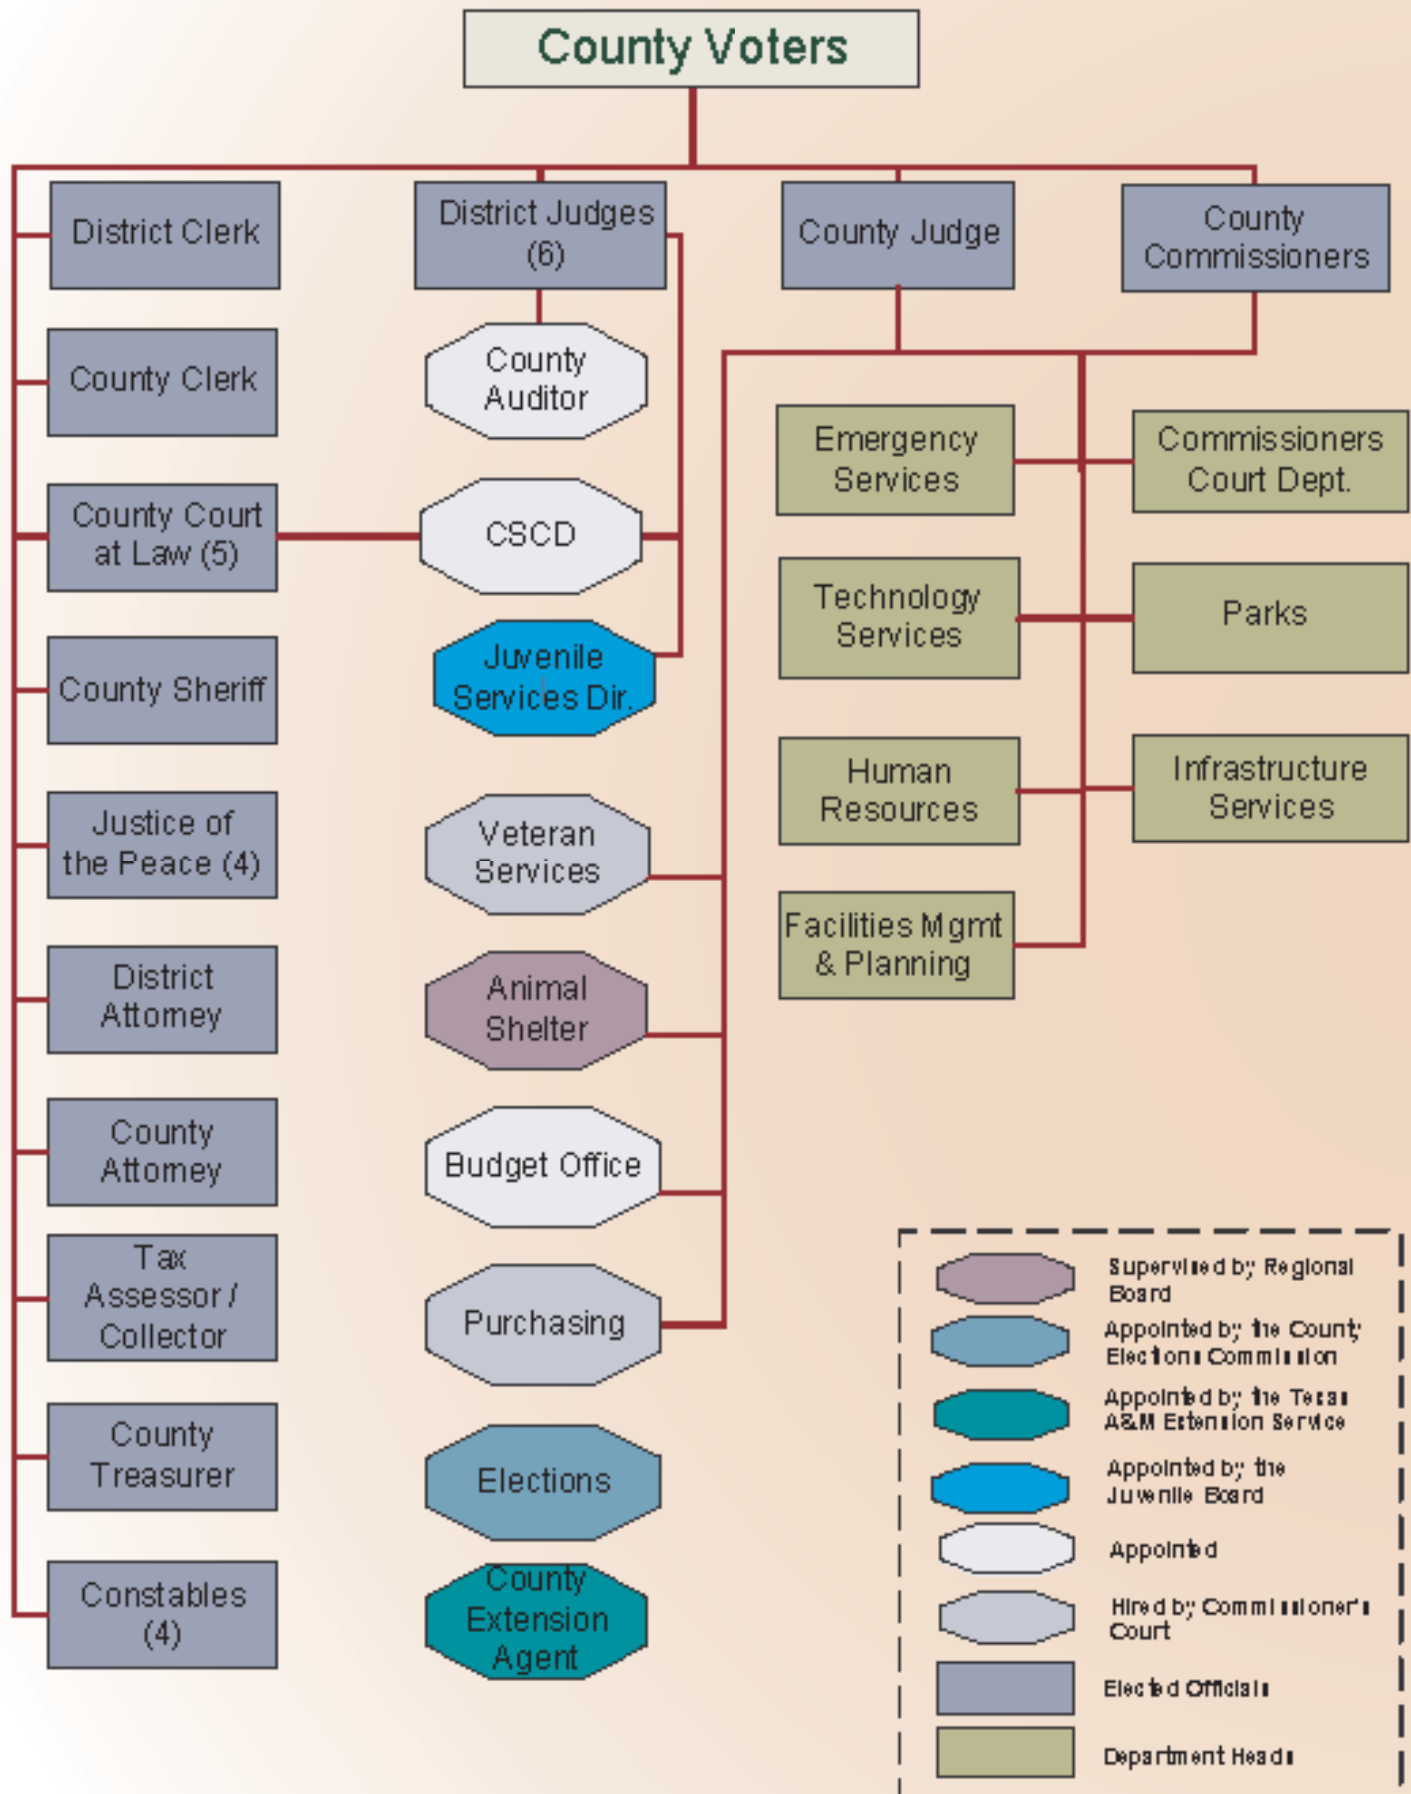 County Voters
District Clerk
County Clerk
County Court
at Law (5)
County Sheriff
Justice of
the Peace (4)
District
Attorney
County
Attorney
Tax
Assessor /
Collector
County
Treasurer
Constables
(4)
District Judges
(6)
County
Auditor
CSCD
Juvenile
Services Dir.
Veteran
Services
Animal
Shelter
Budget Office
Purchasing
Elections
County
Extension
Agent
County Judge
County
Commissioners
Emergency
Services
Technology
Services
Human
Resources
Facilities Mgmt
& Planning
Commissioners
Court Dept.
Parks
Infrastructure
Services
Supervised by Regional
Board
Appointed by the County
Elections Commission
Appointed by the Texas
A&M Extension Service
Appointed by the
Juvenile Board
Appointed
Hired by Commissioner's
Court
Elected Officials
Department Heads